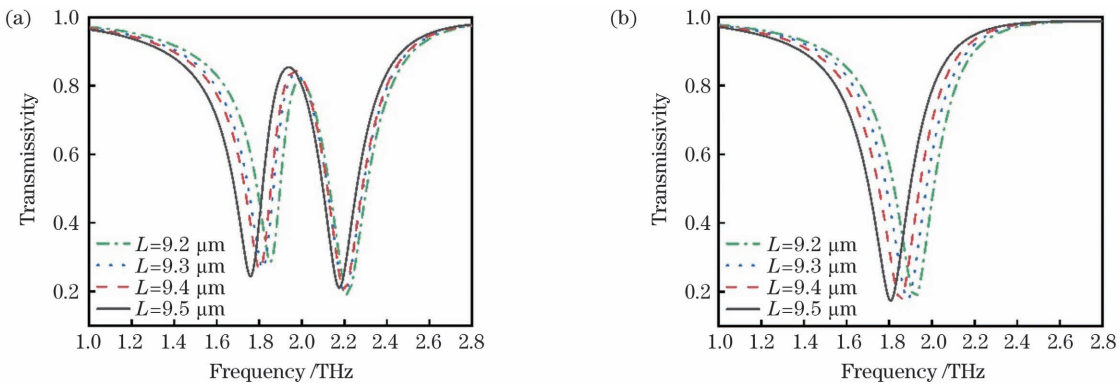 (a)
1.0
0.8
0.6
0.4
0.2
Transmissivity
L=9.2 μm
L=9.3 μm
L=9.4 μm
L=9.5 μm
1.0 1.2 1.4 1.6 1.8 2.0 2.2 2.4 2.6 2.8
Frequency /THz
(b)
1.0
0.8
0.6
0.4
0.2
Transmissivity
L=9.2 μm
L=9.3 μm
L=9.4 μm
L=9.5 μm
1.0 1.2 1.4 1.6 1.8 2.0 2.2 2.4 2.6 2.8
Frequency /THz